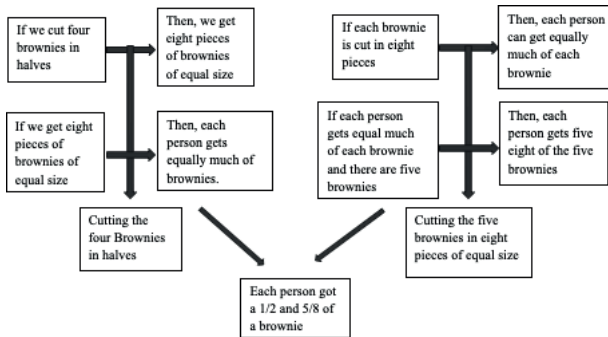 If we cut four
brownies in
halves
Then, we get
eight pieces
of brownies
of equal size
If each brownie
is cut in eight
pieces
Then, each person
can get equally
much of each
brownie
If we get eight
pieces of
brownies of
equal size
Then, each
person gets
equally much of
brownies.
If each person
gets equal much
of each brownie
and there are five
brownies
Then, each
person gets five
eight of the five
brownies
Cutting the
four Brownies
in halves
Cutting the five
brownies in eight
pieces of equal size
Each person got
a 1/2 and 5/8 of
a brownie